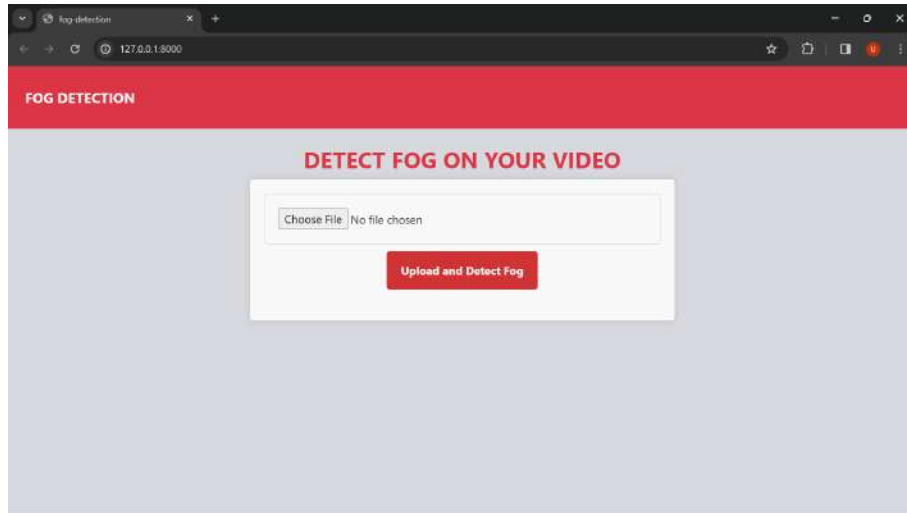 fog-detection
127.0.0.1:8000
U
FOG DETECTION
DETECT FOG ON YOUR VIDEO
Choose File No file chosen
Upload and Detect Fog